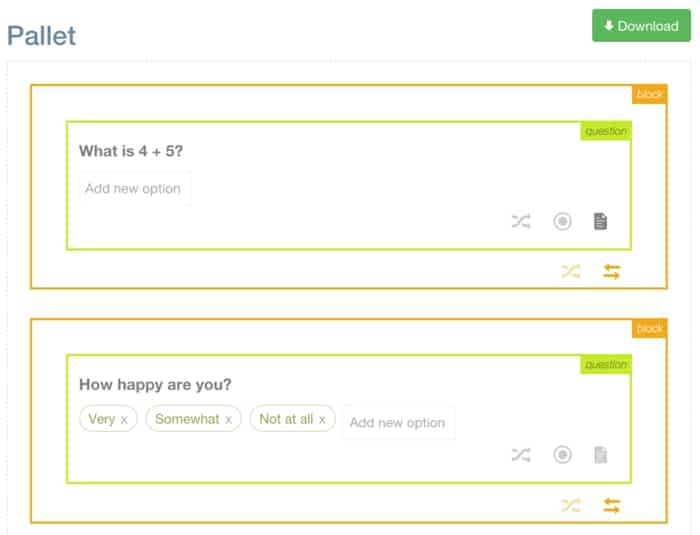 Pallet
Download
block
question
What is 4 + 5?
Add new option
block
question
How happy are you?
Very x Somewhat x Not at all x Add new option